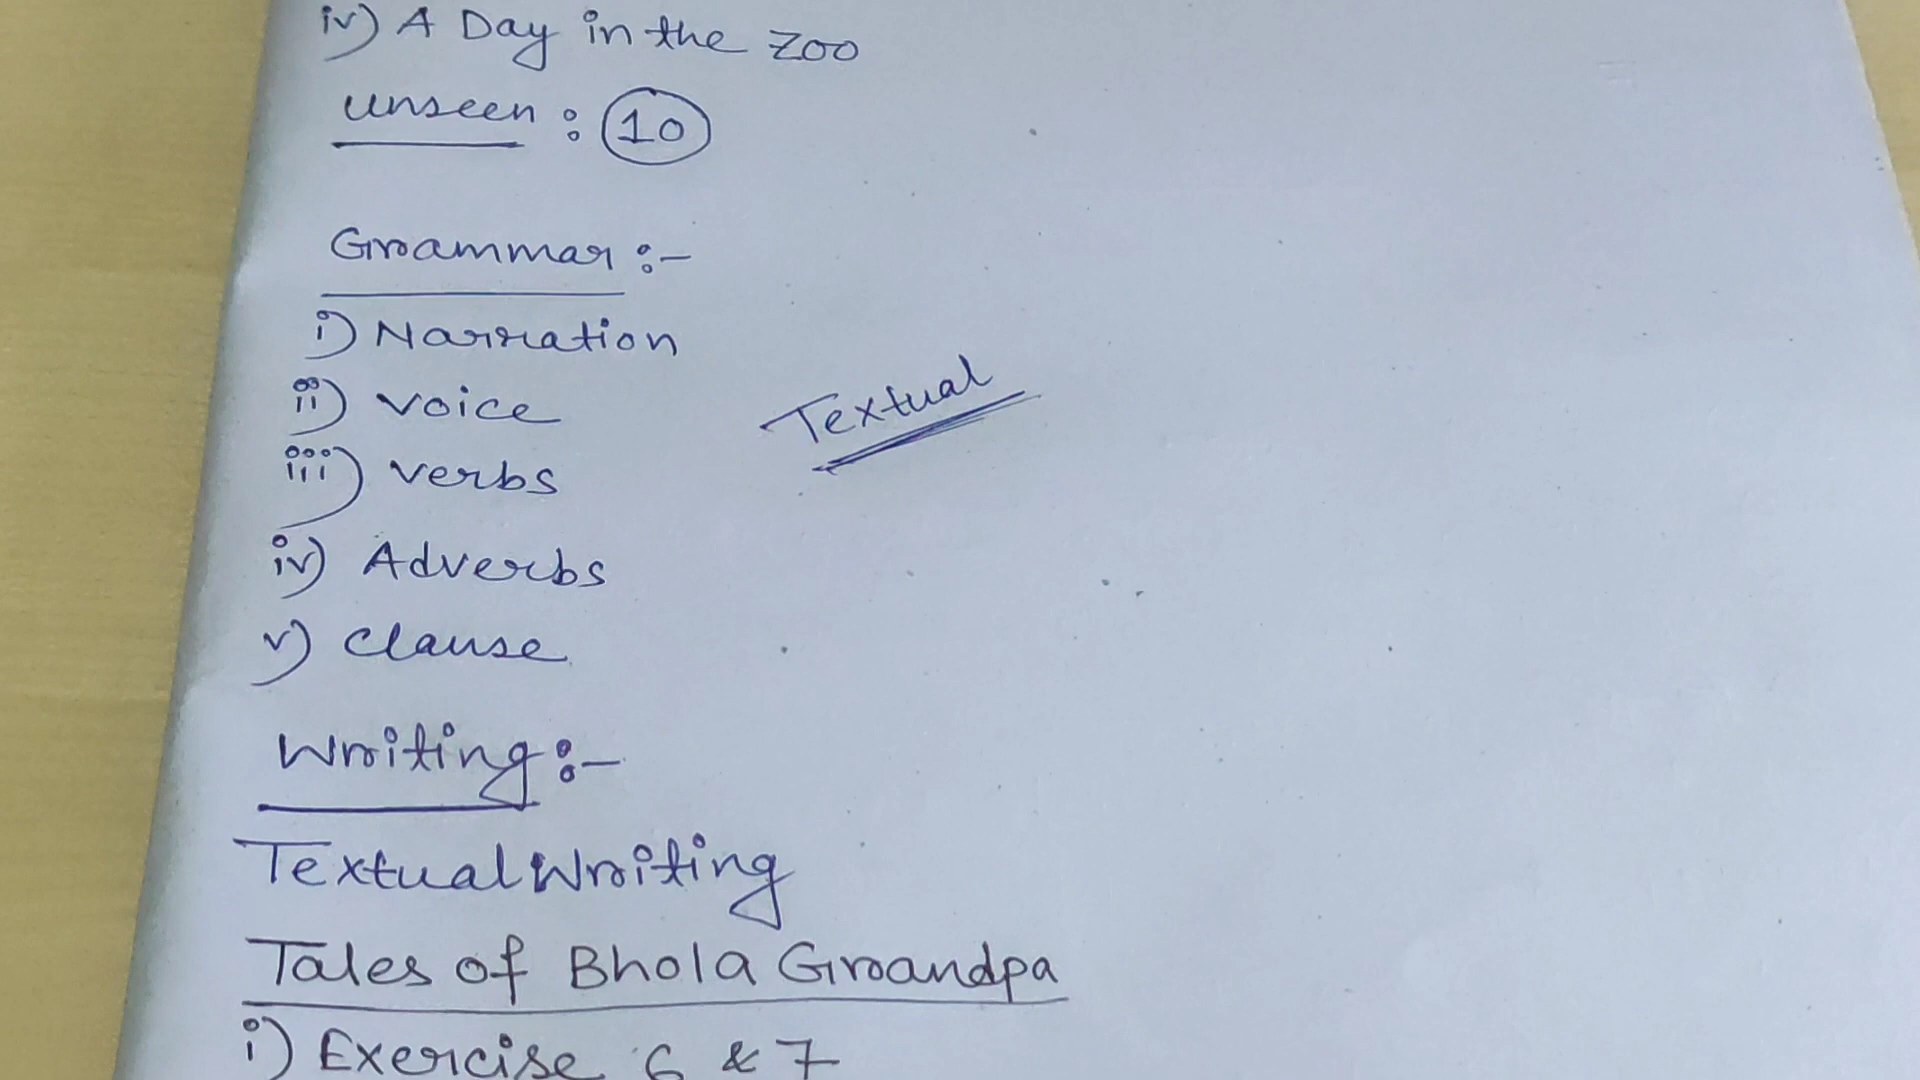 iv) A Day in the Zoo
unseen : 10
Grammar :-
i) Narration
ii) voice
Textual
iii) verbs
iv) Adverbs
v) Clause
Writing :-
Textual Writing
Tales of Bhola Grandpa
i) Exercise 6 & 7